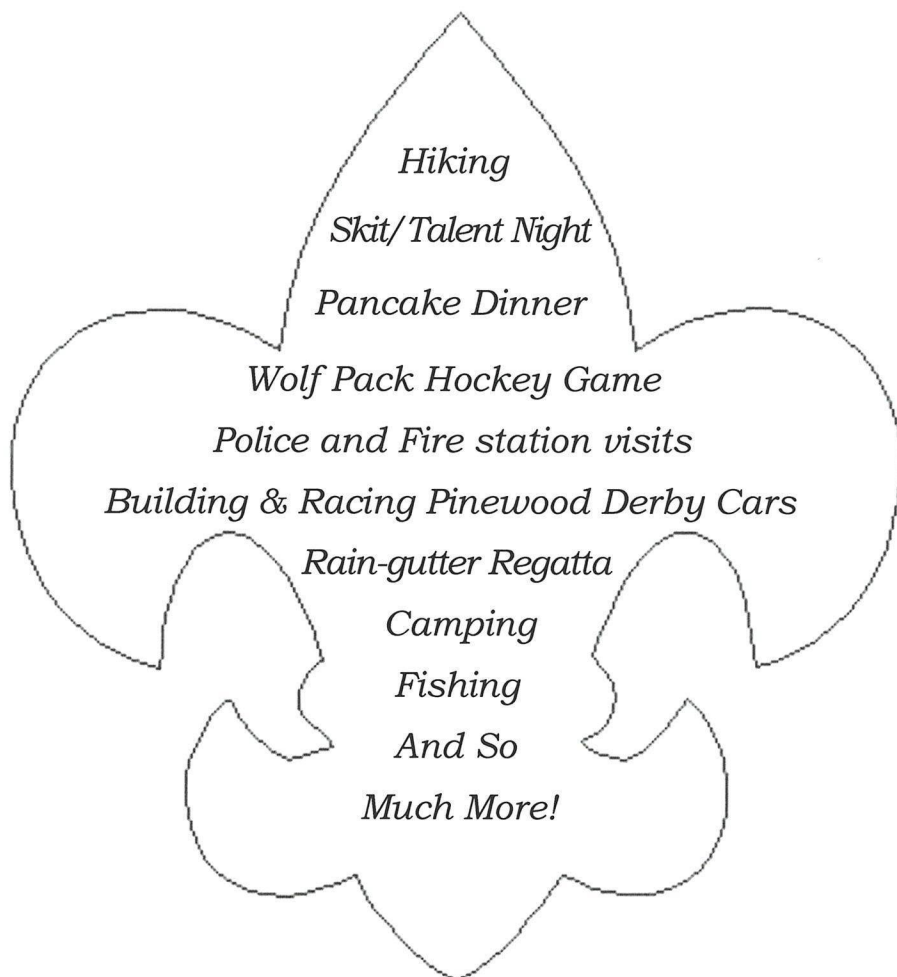 Hiking
Skit/Talent Night
Pancake Dinner
Wolf Pack Hockey Game
Police and Fire station visits
Building & Racing Pinewood Derby Cars
Rain-gutter Regatta
Camping
Fishing
And So
Much More!